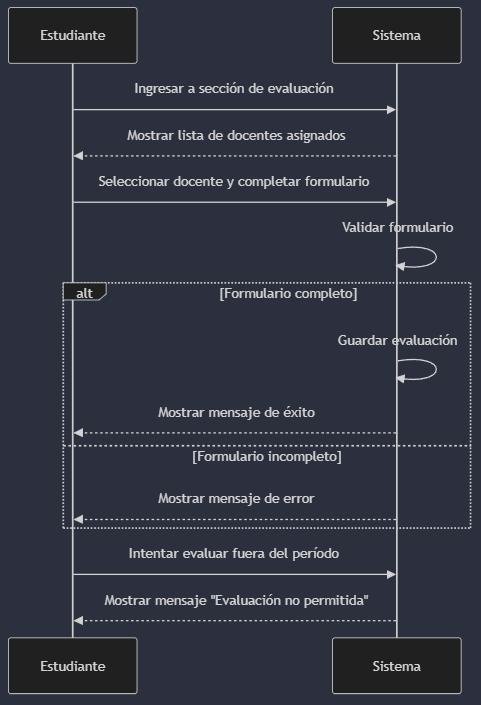 Estudiante
Sistema
Ingresar a sección de evaluación
Mostrar lista de docentes asignados
Seleccionar docente y completar formulario
Validar formulario
alt
[Formulario completo]
Guardar evaluación
Mostrar mensaje de éxito
[Formulario incompleto]
Mostrar mensaje de error
Intentar evaluar fuera del período
Mostrar mensaje "Evaluación no permitida"
Estudiante
Sistema